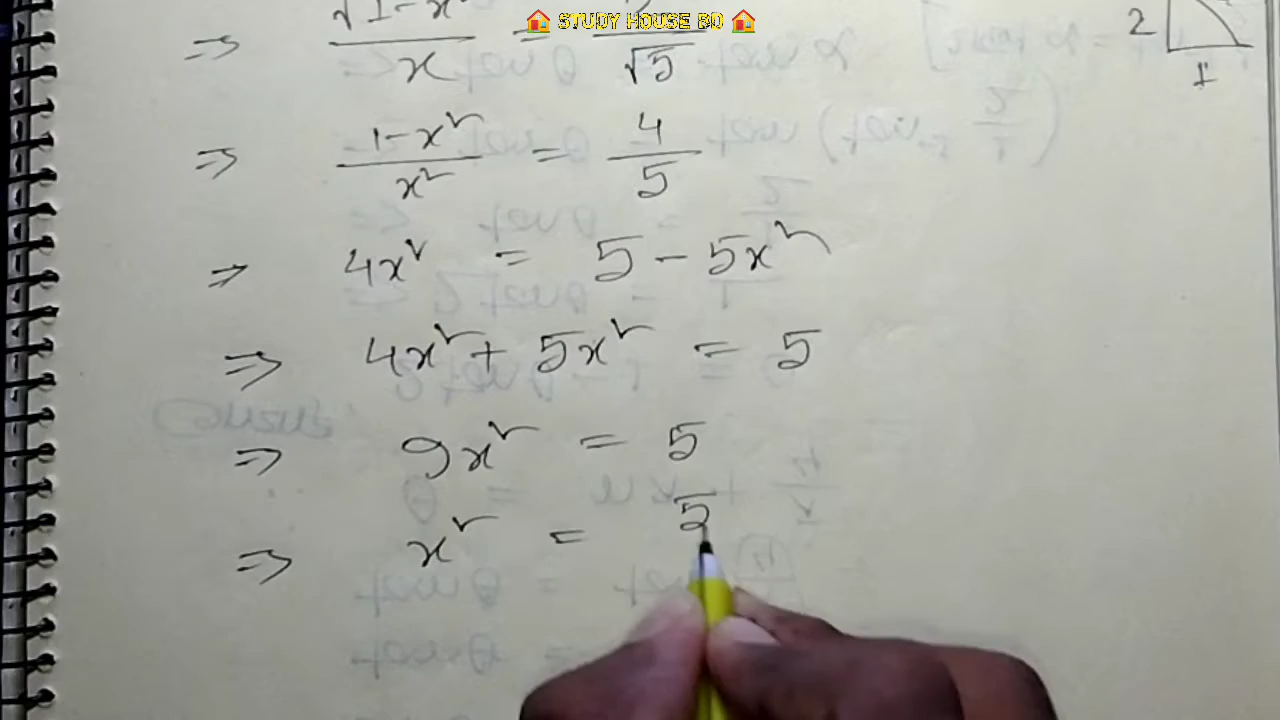 🏠 STUDY HOUSE BD 🏠
⇒ √1-x² / x = 2/√5
2
1
⇒ 1-x²/x² = 4/5
⇒ 4x² = 5 - 5x²
⇒ 4x² + 5x² = 5
⇒ 9x² = 5
⇒ x² = 5